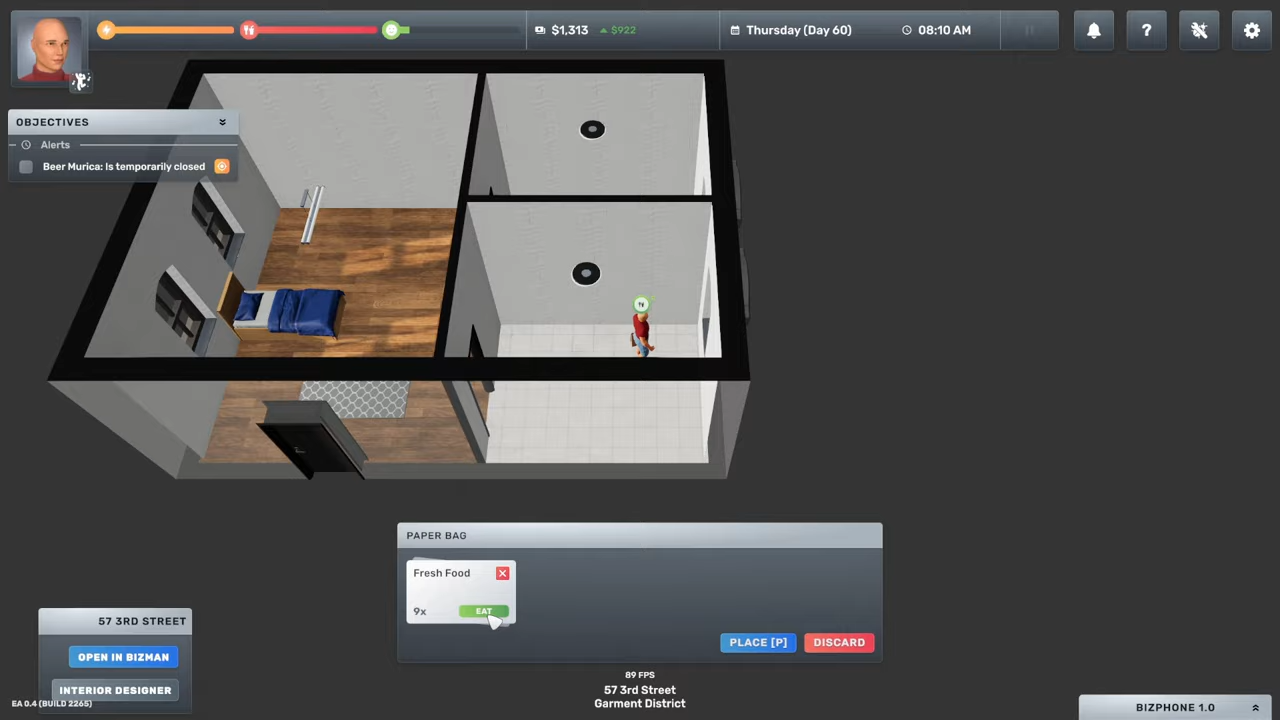 $1,313 ▲ $922
Thursday (Day 60)
08:10 AM
?
OBJECTIVES
Alerts
Beer Murica: Is temporarily closed
PAPER BAG
Fresh Food
9x
EAT
PLACE [P]
DISCARD
57 3RD STREET
OPEN IN BIZMAN
INTERIOR DESIGNER
EA 0.4 (BUILD 2265)
89 FPS
57 3rd Street
Garment District
BIZPHONE 1.0